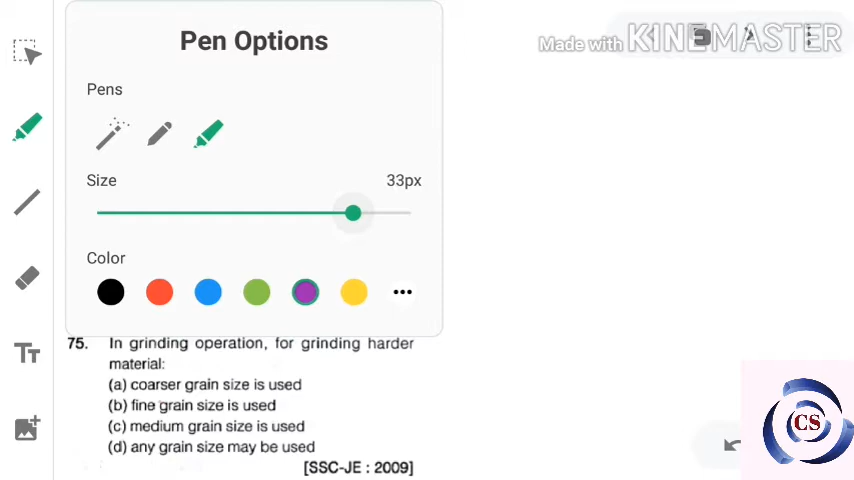 Pen Options
Made with KINEMASTER
Pens
Size 33px
Color
TT
75. In grinding operation, for grinding harder
material:
(a) coarser grain size is used
(b) fine grain size is used
(c) medium grain size is used
(d) any grain size may be used
[SSC-JE : 2009]
CS